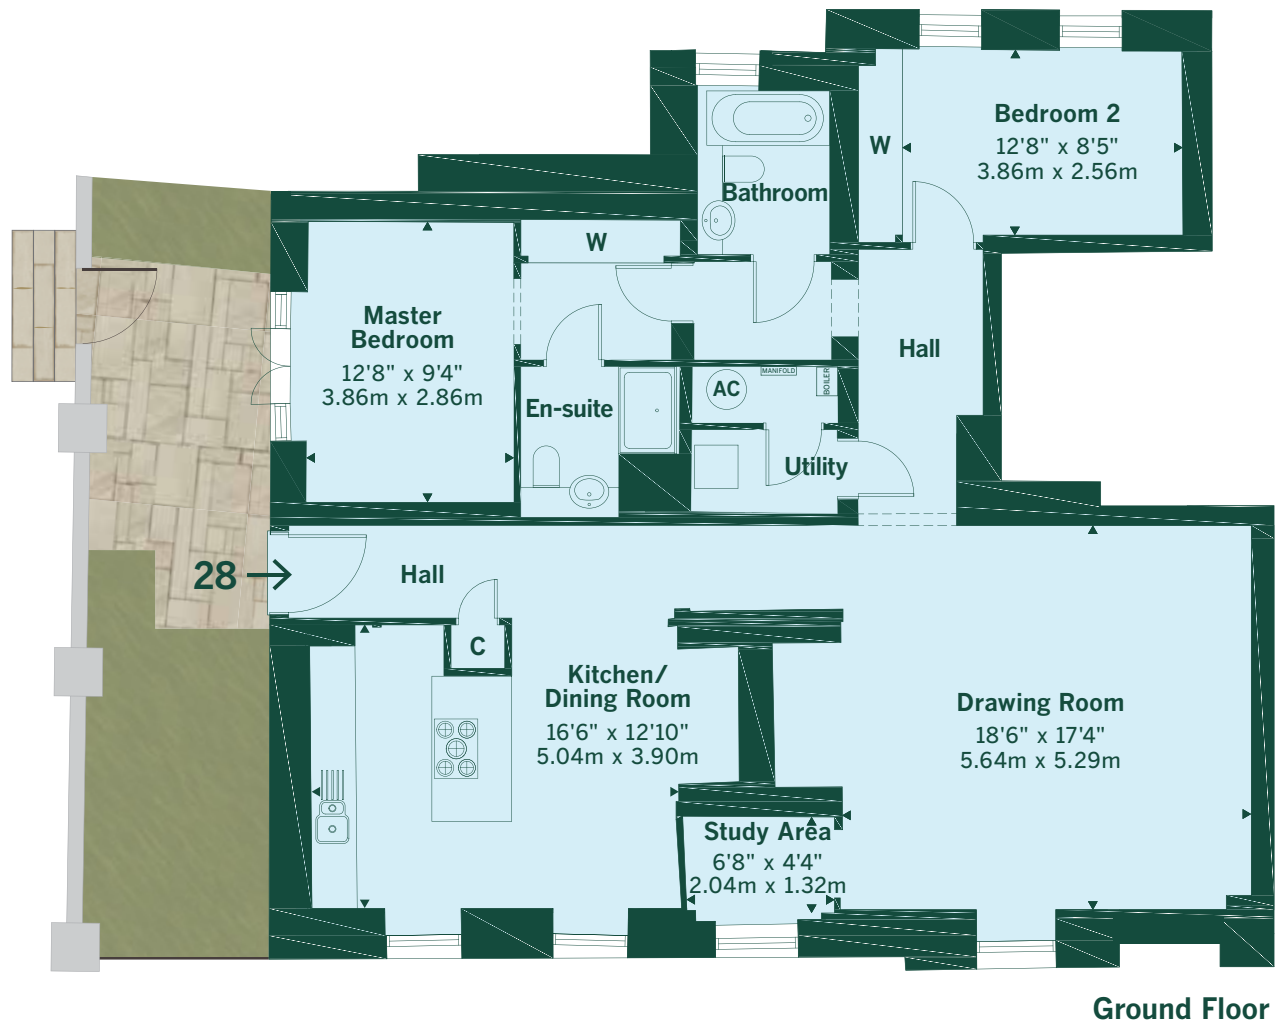 Bedroom 2
12'8" x 8'5"
3.86m x 2.56m
W
Bathroom
W
Master
Bedroom
12'8" x 9'4"
3.86m x 2.86m
Hall
MANIFOLD
BOILER
AC
En-suite
Utility
28
Hall
C
Kitchen/
Dining Room
16'6" x 12'10"
5.04m x 3.90m
Drawing Room
18'6" x 17'4"
5.64m x 5.29m
Study Area
6'8" x 4'4"
2.04m x 1.32m
Ground Floor